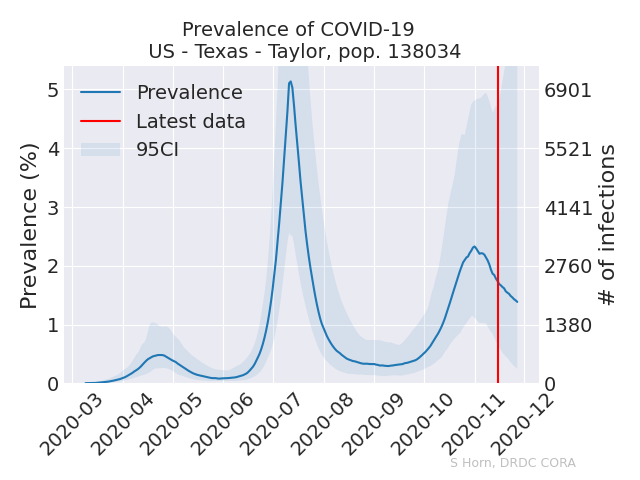 Prevalence of COVID-19
US - Texas - Taylor, pop. 138034
Prevalence
Latest data
95CI
Prevalence (%)
5
4
3
2
1
0
6901
5521
4141
2760
1380
0
# of infections
2020-03
2020-04
2020-05
2020-06
2020-07
2020-08
2020-09
2020-10
2020-11
2020-12
S Horn, DRDC CORA